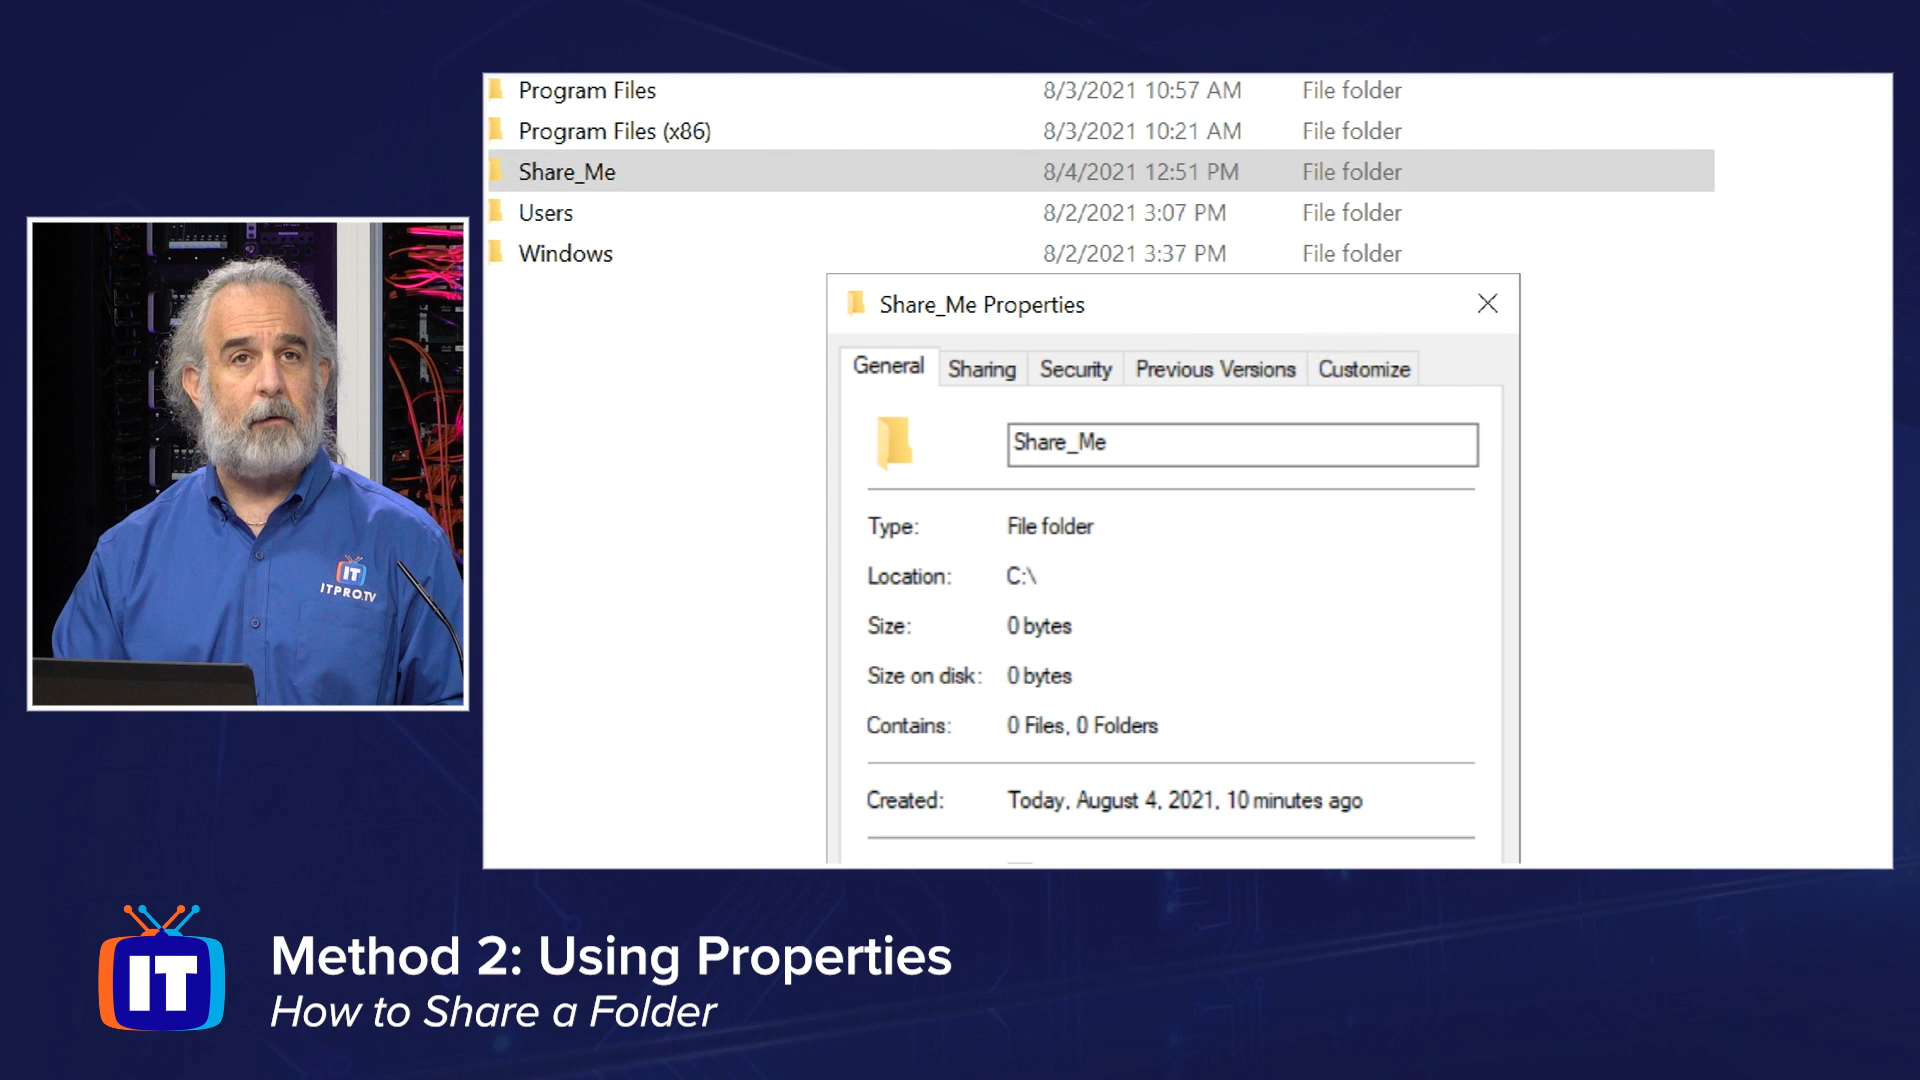 Program Files 8/3/2021 10:57 AM File folder
Program Files (x86) 8/3/2021 10:21 AM File folder
Share_Me 8/4/2021 12:51 PM File folder
Users 8/2/2021 3:07 PM File folder
Windows 8/2/2021 3:37 PM File folder
Share_Me Properties
General Sharing Security Previous Versions Customize
Share_Me
Type: File folder
Location: C:\
Size: 0 bytes
Size on disk: 0 bytes
Contains: 0 Files, 0 Folders
Created: Today, August 4, 2021, 10 minutes ago
IT
ITPRO.TV
IT
Method 2: Using Properties
How to Share a Folder